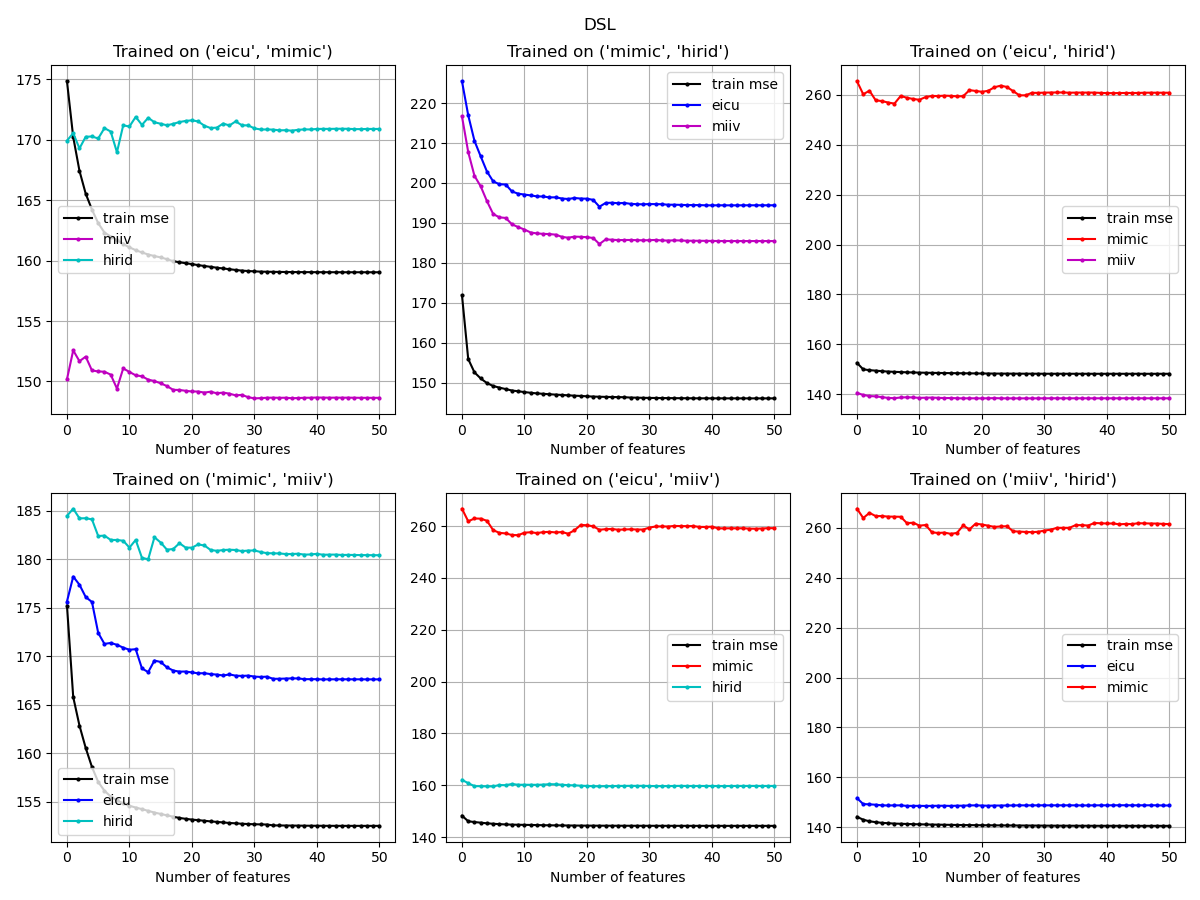 DSL
Trained on ('eicu', 'mimic')
175
170
165
160
155
150
train mse
miiv
hirid
0 10 20 30 40 50
Number of features
Trained on ('mimic', 'hirid')
220
210
200
190
180
170
160
150
train mse
eicu
miiv
0 10 20 30 40 50
Number of features
Trained on ('eicu', 'hirid')
260
240
220
200
180
160
140
train mse
mimic
miiv
0 10 20 30 40 50
Number of features
Trained on ('mimic', 'miiv')
185
180
175
170
165
160
155
train mse
eicu
hirid
0 10 20 30 40 50
Number of features
Trained on ('eicu', 'miiv')
260
240
220
200
180
160
140
train mse
mimic
hirid
0 10 20 30 40 50
Number of features
Trained on ('miiv', 'hirid')
260
240
220
200
180
160
140
train mse
eicu
mimic
0 10 20 30 40 50
Number of features